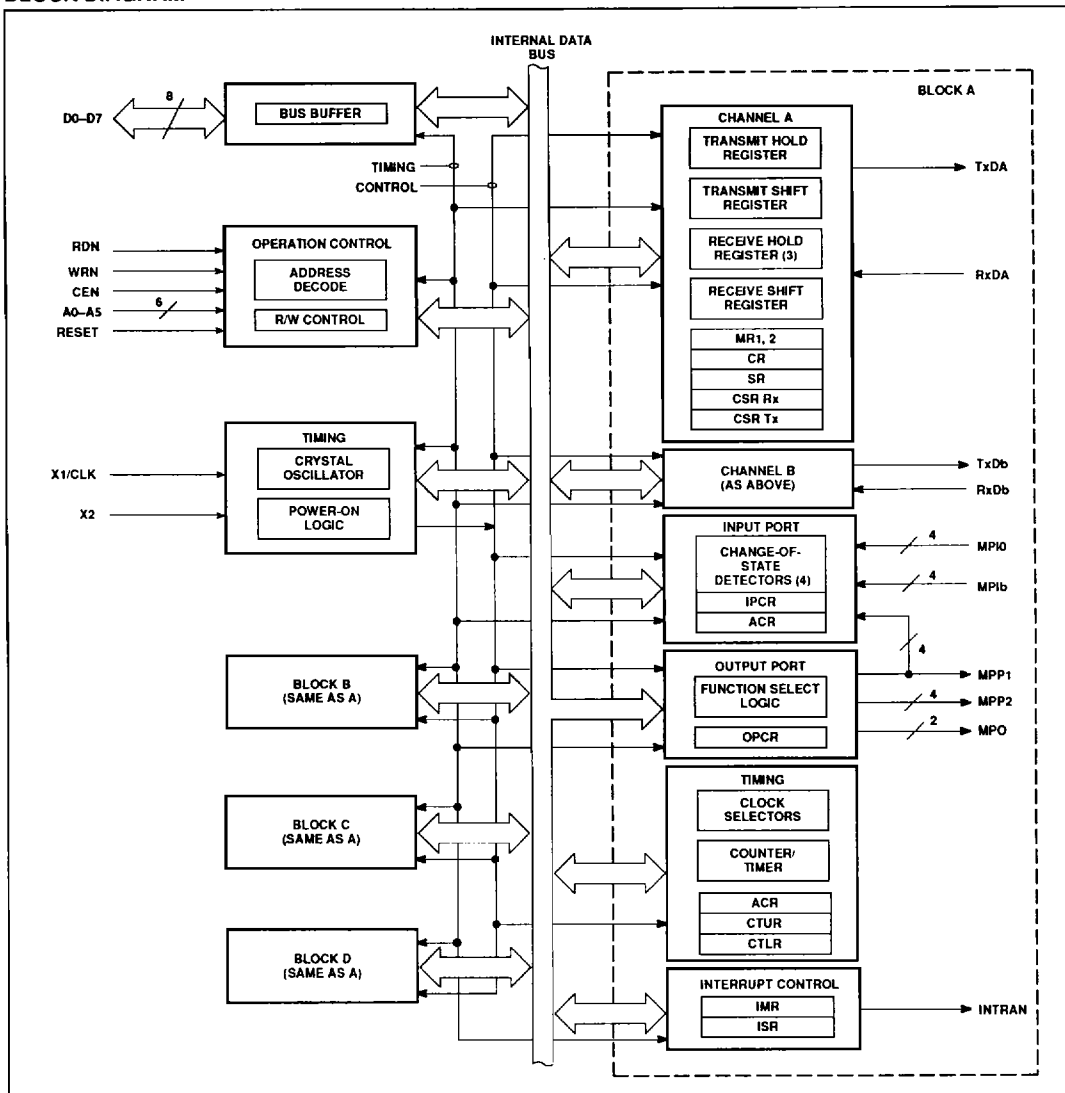 INTERNAL DATA
BUS
BLOCK A
D0–D7
8
BUS BUFFER
TIMING
CONTROL
CHANNEL A
TRANSMIT HOLD
REGISTER
TRANSMIT SHIFT
REGISTER
RECEIVE HOLD
REGISTER (3)
RECEIVE SHIFT
REGISTER
MR1, 2
CR
SR
CSR Rx
CSR Tx
TxDA
RxDA
RDN
WRN
CEN
A0–A5
6
RESET
OPERATION CONTROL
ADDRESS
DECODE
R/W CONTROL
X1/CLK
X2
TIMING
CRYSTAL
OSCILLATOR
POWER-ON
LOGIC
CHANNEL B
(AS ABOVE)
TxDb
RxDb
INPUT PORT
CHANGE-OF-
STATE
DETECTORS (4)
IPCR
ACR
4
MPI0
4
MPIb
4
BLOCK B
(SAME AS A)
OUTPUT PORT
FUNCTION SELECT
LOGIC
OPCR
MPP1
4
MPP2
2
MPO
BLOCK C
(SAME AS A)
TIMING
CLOCK
SELECTORS
COUNTER/
TIMER
ACR
CTUR
CTLR
BLOCK D
(SAME AS A)
INTERRUPT CONTROL
IMR
ISR
INTRAN